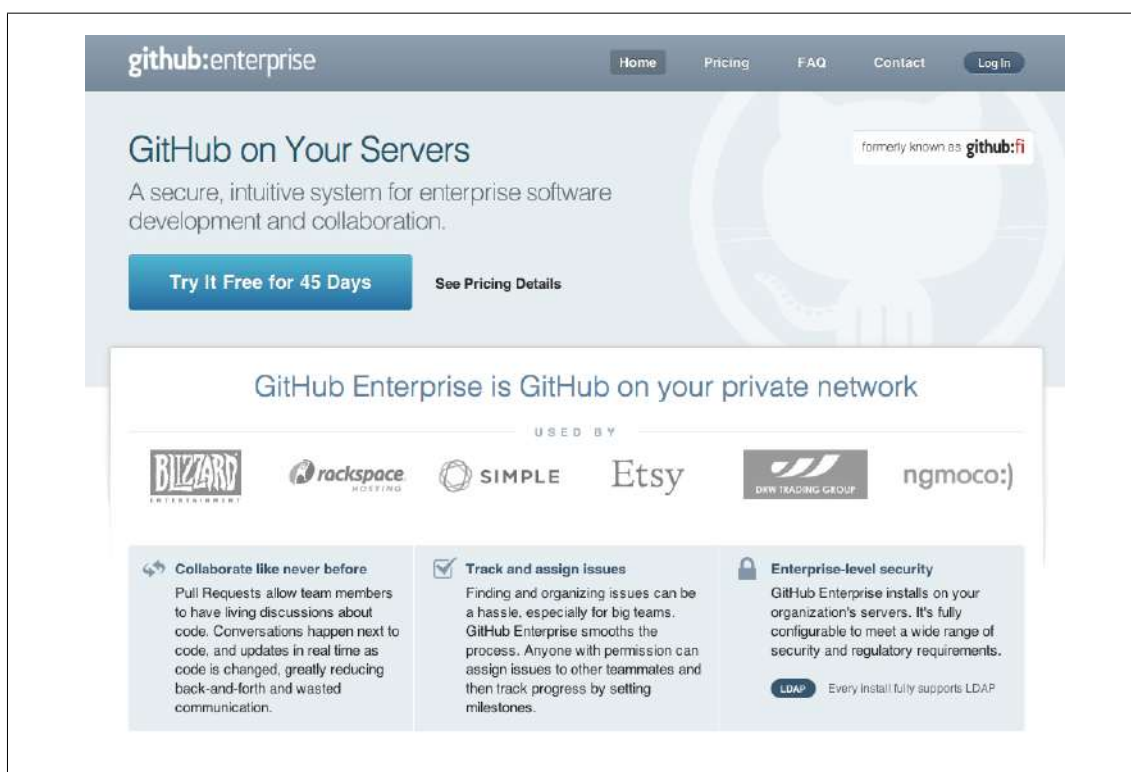 github:enterprise
Home
Pricing
FAQ
Contact
Log In
GitHub on Your Servers
formerly known as github:fi
A secure, intuitive system for enterprise software
development and collaboration.
Try It Free for 45 Days
See Pricing Details
GitHub Enterprise is GitHub on your private network
USED BY
BLIZZARD
ENTERTAINMENT
rackspace
HOSTING
SIMPLE
Etsy
DRW TRADING GROUP
ngmoco:)
Collaborate like never before
Pull Requests allow team members
to have living discussions about
code. Conversations happen next to
code, and updates in real time as
code is changed, greatly reducing
back-and-forth and wasted
communication.
Track and assign issues
Finding and organizing issues can be
a hassle, especially for big teams.
GitHub Enterprise smooths the
process. Anyone with permission can
assign issues to other teammates and
then track progress by setting
milestones.
Enterprise-level security
GitHub Enterprise installs on your
organization's servers. It's fully
configurable to meet a wide range of
security and regulatory requirements.
LDAP
Every install fully supports LDAP